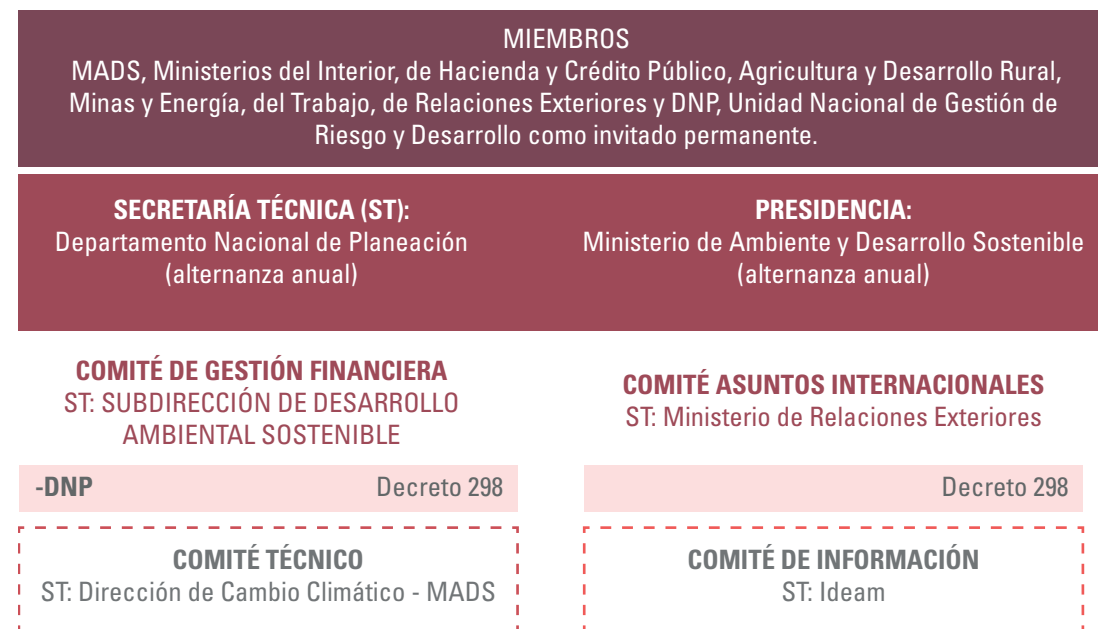 MIEMBROS
MADS, Ministerios del Interior, de Hacienda y Crédito Público, Agricultura y Desarrollo Rural,
Minas y Energía, del Trabajo, de Relaciones Exteriores y DNP, Unidad Nacional de Gestión de
Riesgo y Desarrollo como invitado permanente.
SECRETARÍA TÉCNICA (ST):
Departamento Nacional de Planeación
(alternanza anual)
PRESIDENCIA:
Ministerio de Ambiente y Desarrollo Sostenible
(alternanza anual)
COMITÉ DE GESTIÓN FINANCIERA
ST: SUBDIRECCIÓN DE DESARROLLO
AMBIENTAL SOSTENIBLE
-DNP Decreto 298
COMITÉ ASUNTOS INTERNACIONALES
ST: Ministerio de Relaciones Exteriores
Decreto 298
COMITÉ TÉCNICO
ST: Dirección de Cambio Climático - MADS
COMITÉ DE INFORMACIÓN
ST: Ideam